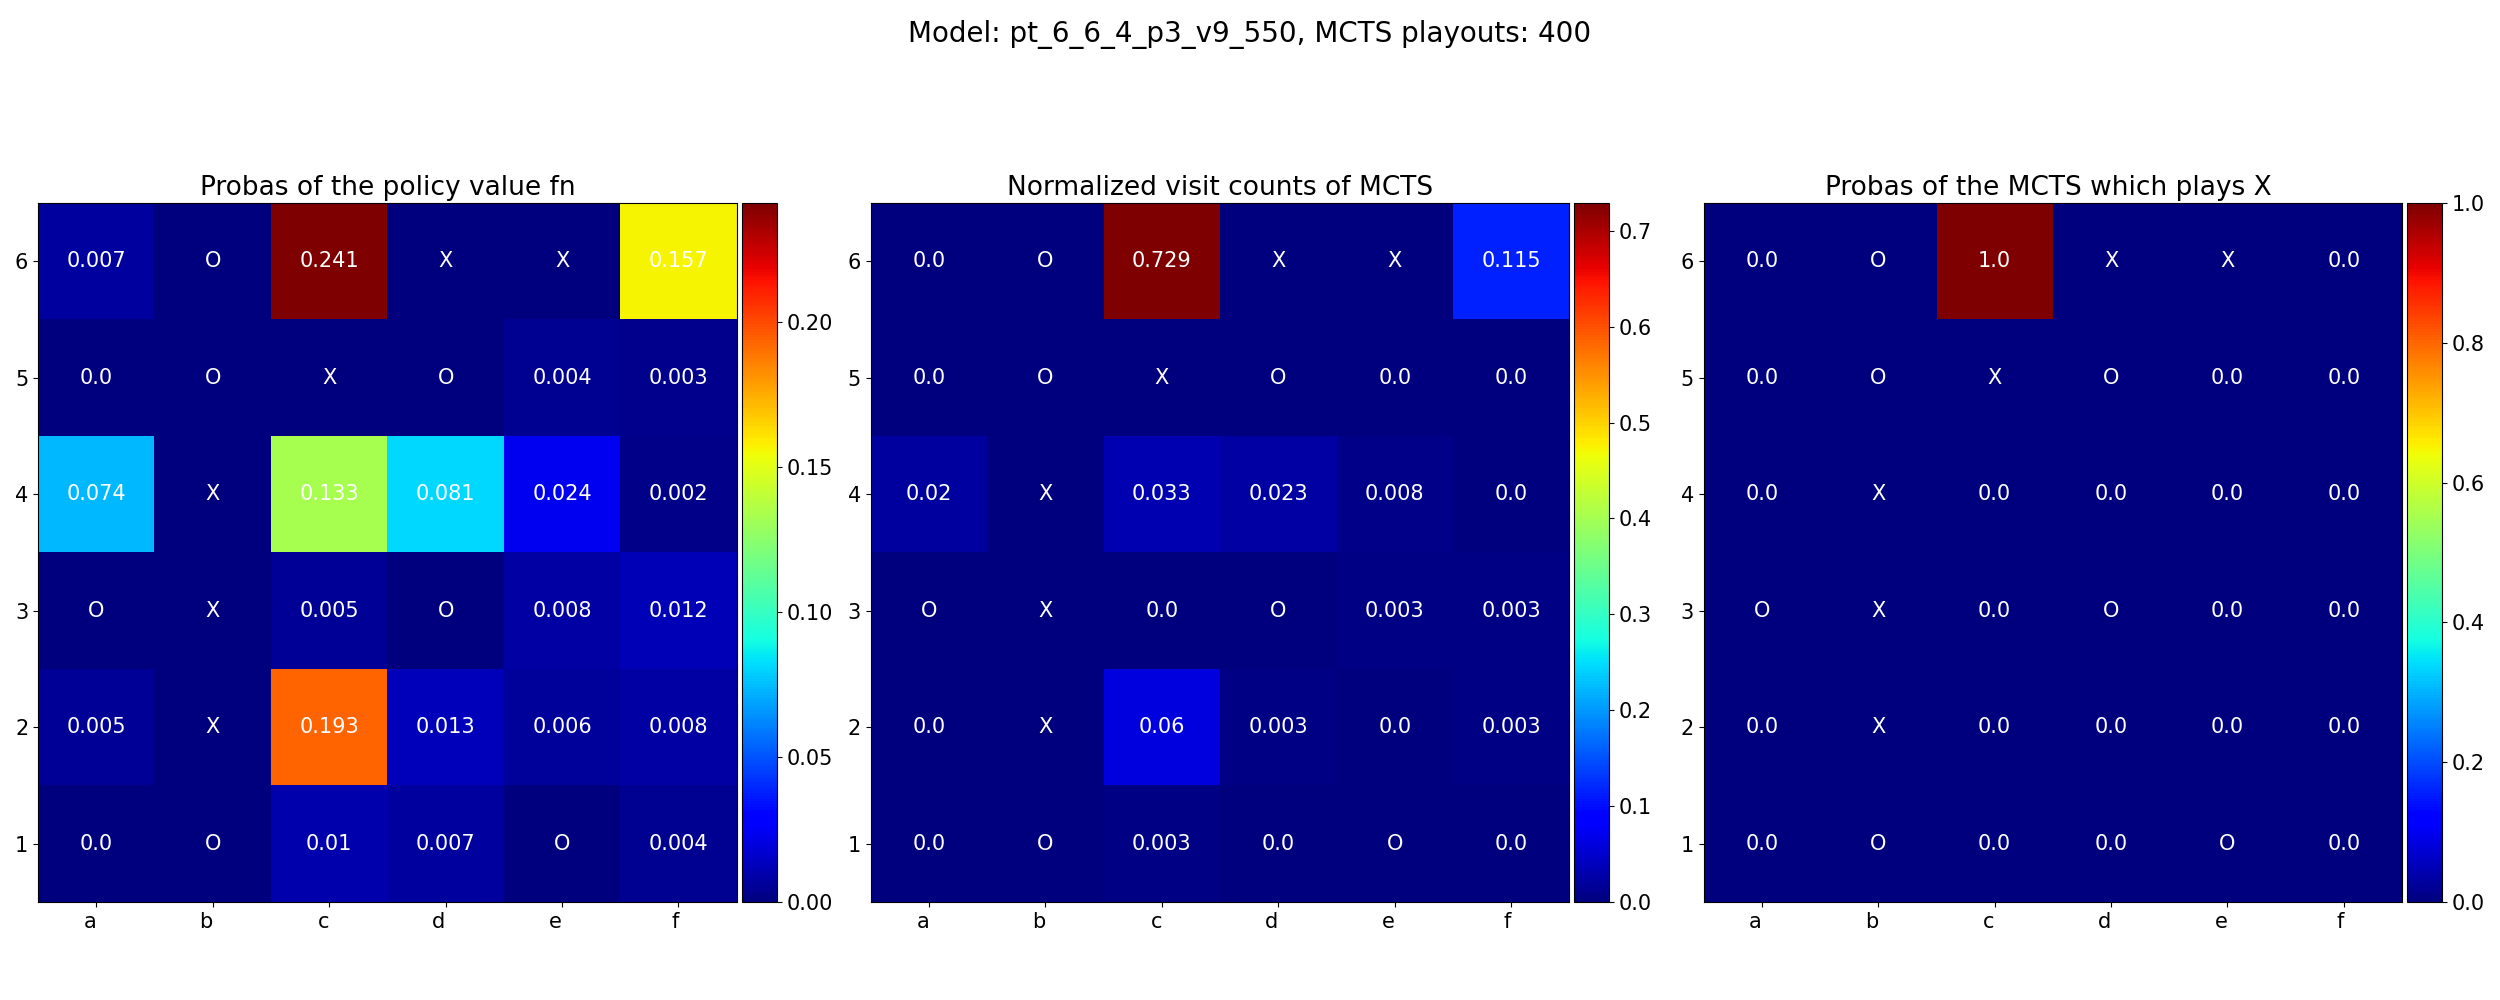 Model: pt_6_6_4_p3_v9_550, MCTS playouts: 400
Probas of the policy value fn
6 0.007 O 0.241 X X 0.157
5 0.0 O X O 0.004 0.003
4 0.074 X 0.133 0.081 0.024 0.002
3 O X 0.005 O 0.008 0.012
2 0.005 X 0.193 0.013 0.006 0.008
1 0.0 O 0.01 0.007 O 0.004
a b c d e f
0.20
0.15
0.10
0.05
0.00
Normalized visit counts of MCTS
6 0.0 O 0.729 X X 0.115
5 0.0 O X O 0.0 0.0
4 0.02 X 0.033 0.023 0.008 0.0
3 O X 0.0 O 0.003 0.003
2 0.0 X 0.06 0.003 0.0 0.003
1 0.0 O 0.003 0.0 O 0.0
a b c d e f
0.7
0.6
0.5
0.4
0.3
0.2
0.1
0.0
Probas of the MCTS which plays X
6 0.0 O 1.0 X X 0.0
5 0.0 O X O 0.0 0.0
4 0.0 X 0.0 0.0 0.0 0.0
3 O X 0.0 O 0.0 0.0
2 0.0 X 0.0 0.0 0.0 0.0
1 0.0 O 0.0 0.0 O 0.0
a b c d e f
1.0
0.8
0.6
0.4
0.2
0.0